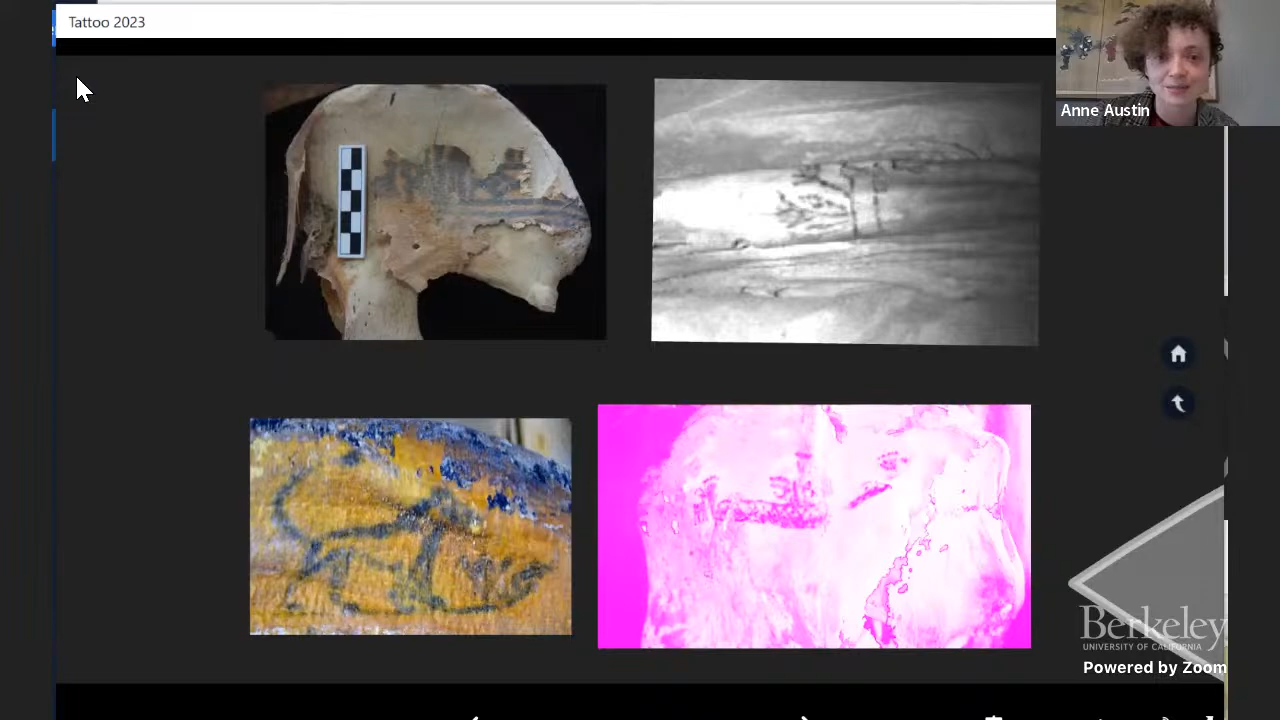 Tattoo 2023
Anne Austin
Berkeley
UNIVERSITY OF CALIFORNIA
Powered by Zoom